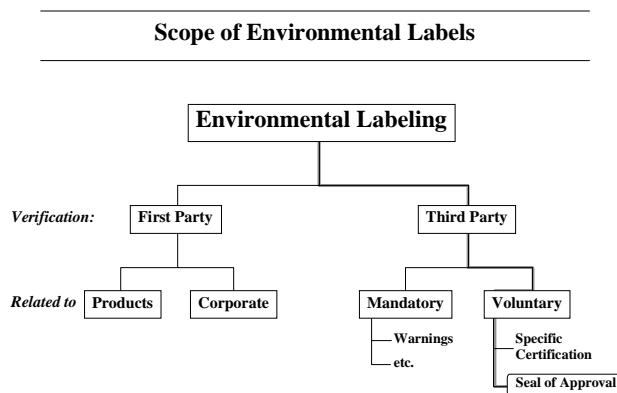 Scope of Environmental Labels
Environmental Labeling
Verification: First Party Third Party
Related to Products Corporate Mandatory Voluntary
Warnings
etc.
Specific
Certification
Seal of Approval